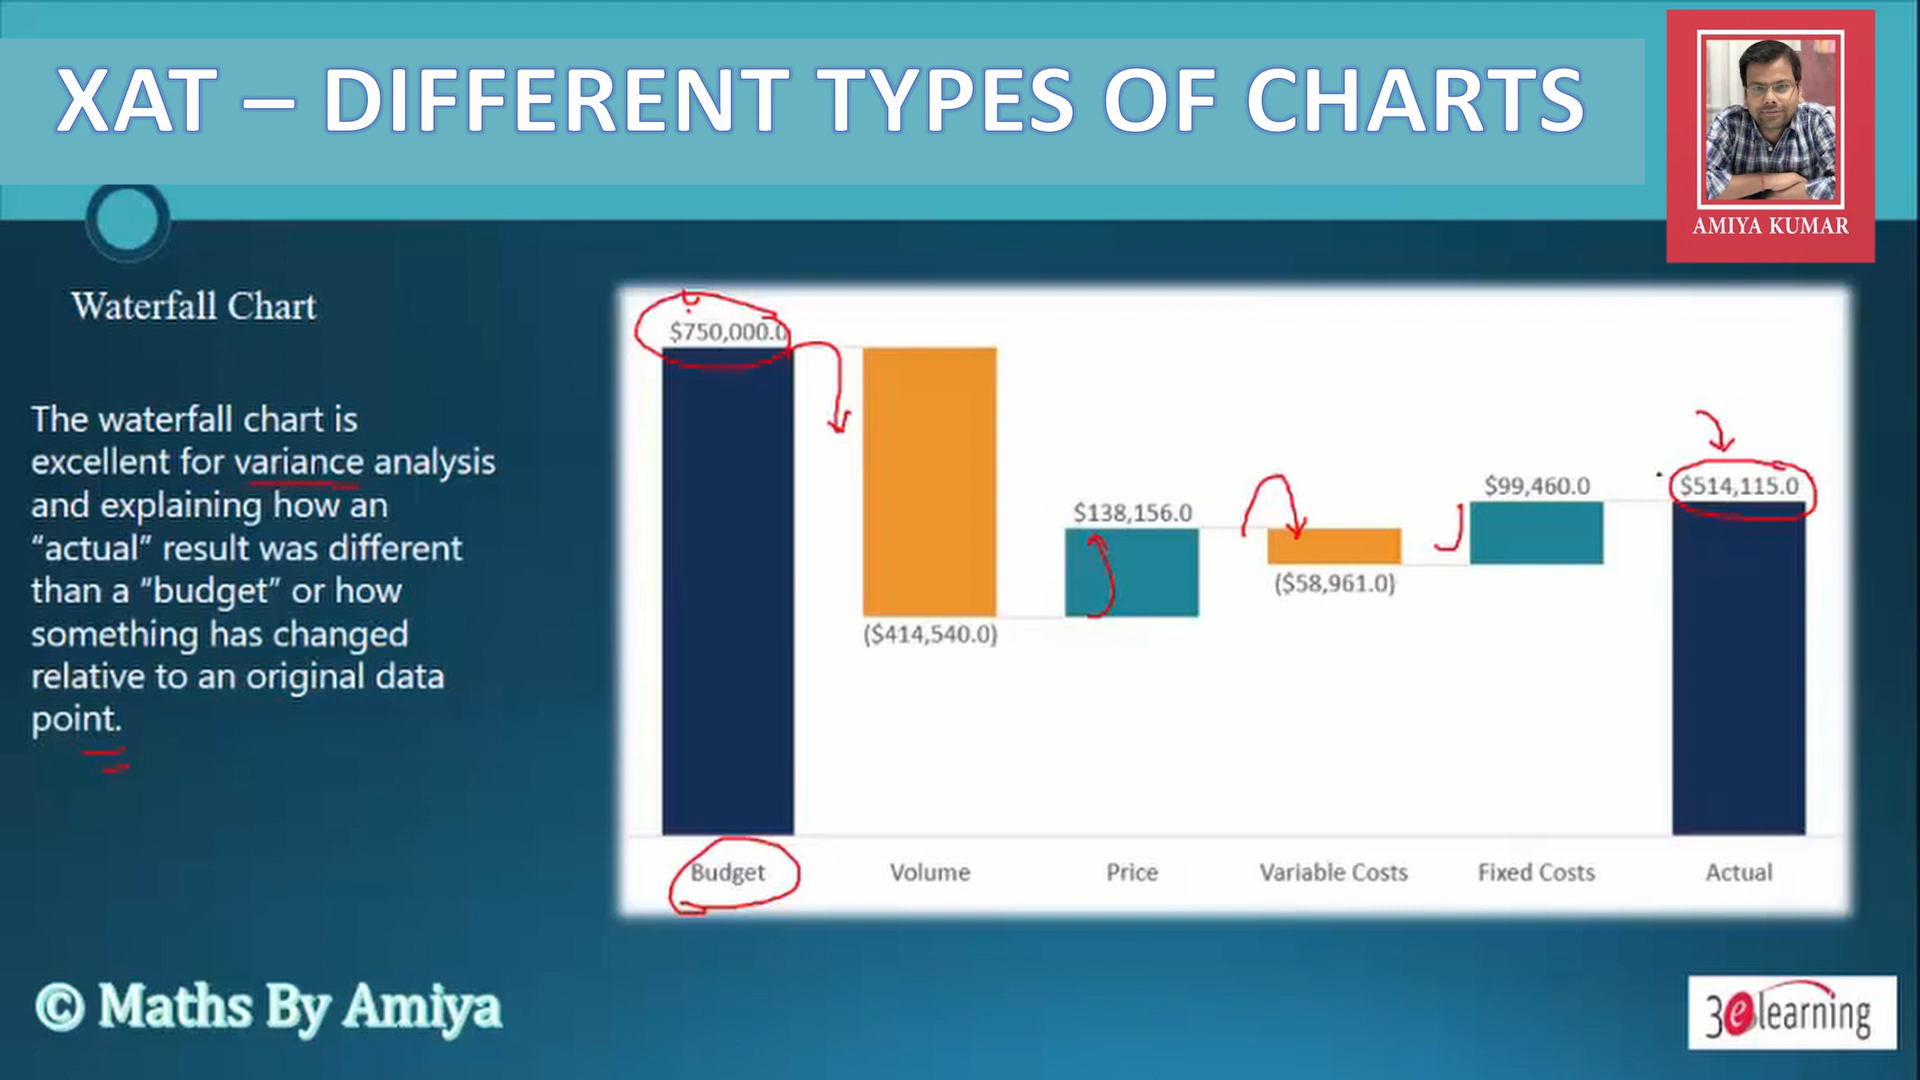 XAT – DIFFERENT TYPES OF CHARTS
AMIYA KUMAR
Waterfall Chart
The waterfall chart is
excellent for variance analysis
and explaining how an
“actual” result was different
than a “budget” or how
something has changed
relative to an original data
point.
$750,000.0
($414,540.0)
$138,156.0
($58,961.0)
$99,460.0
$514,115.0
Budget
Volume
Price
Variable Costs
Fixed Costs
Actual
© Maths By Amiya
3elearning